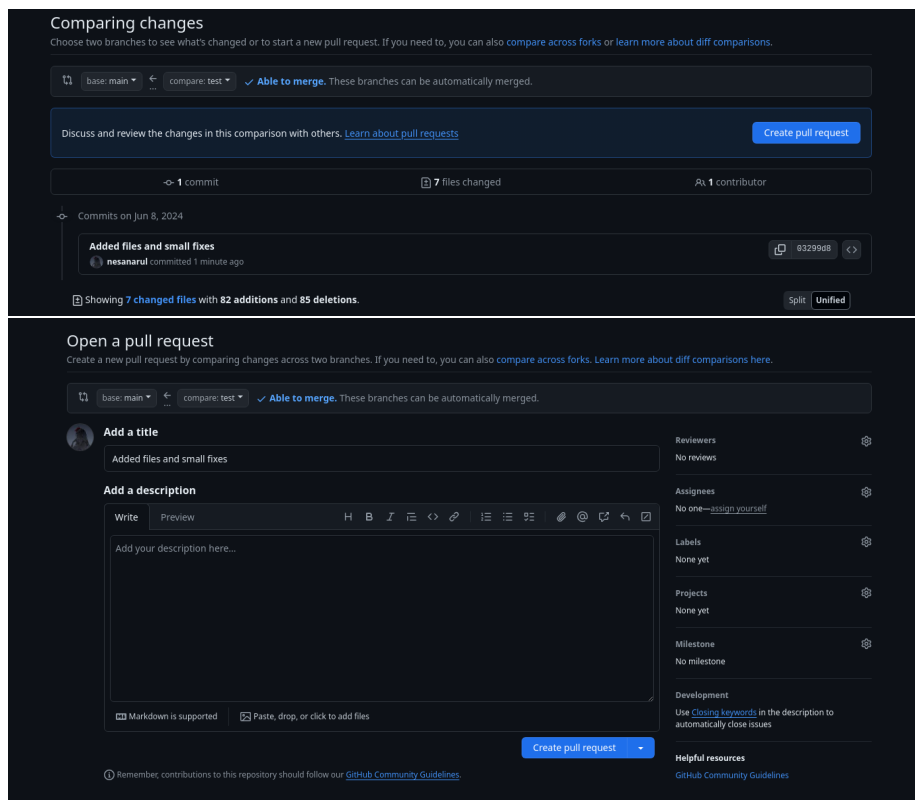 Comparing changes
Choose two branches to see what's changed or to start a new pull request. If you need to, you can also compare across forks or learn more about diff comparisons.
base: main ... compare: test Able to merge. These branches can be automatically merged.
Discuss and review the changes in this comparison with others. Learn about pull requests Create pull request
1 commit 7 files changed 1 contributor
Commits on Jun 8, 2024
Added files and small fixes 03299d8
nesanarul committed 1 minute ago
Showing 7 changed files with 82 additions and 85 deletions. Split Unified
Open a pull request
Create a new pull request by comparing changes across two branches. If you need to, you can also compare across forks. Learn more about diff comparisons here.
base: main ... compare: test Able to merge. These branches can be automatically merged.
Add a title
Added files and small fixes
Add a description
Write Preview
Add your description here...
Markdown is supported Paste, drop, or click to add files
Create pull request
Remember, contributions to this repository should follow our GitHub Community Guidelines.
Reviewers
No reviews
Assignees
No one—assign yourself
Labels
None yet
Projects
None yet
Milestone
No milestone
Development
Use Closing keywords in the description to
automatically close issues
Helpful resources
GitHub Community Guidelines